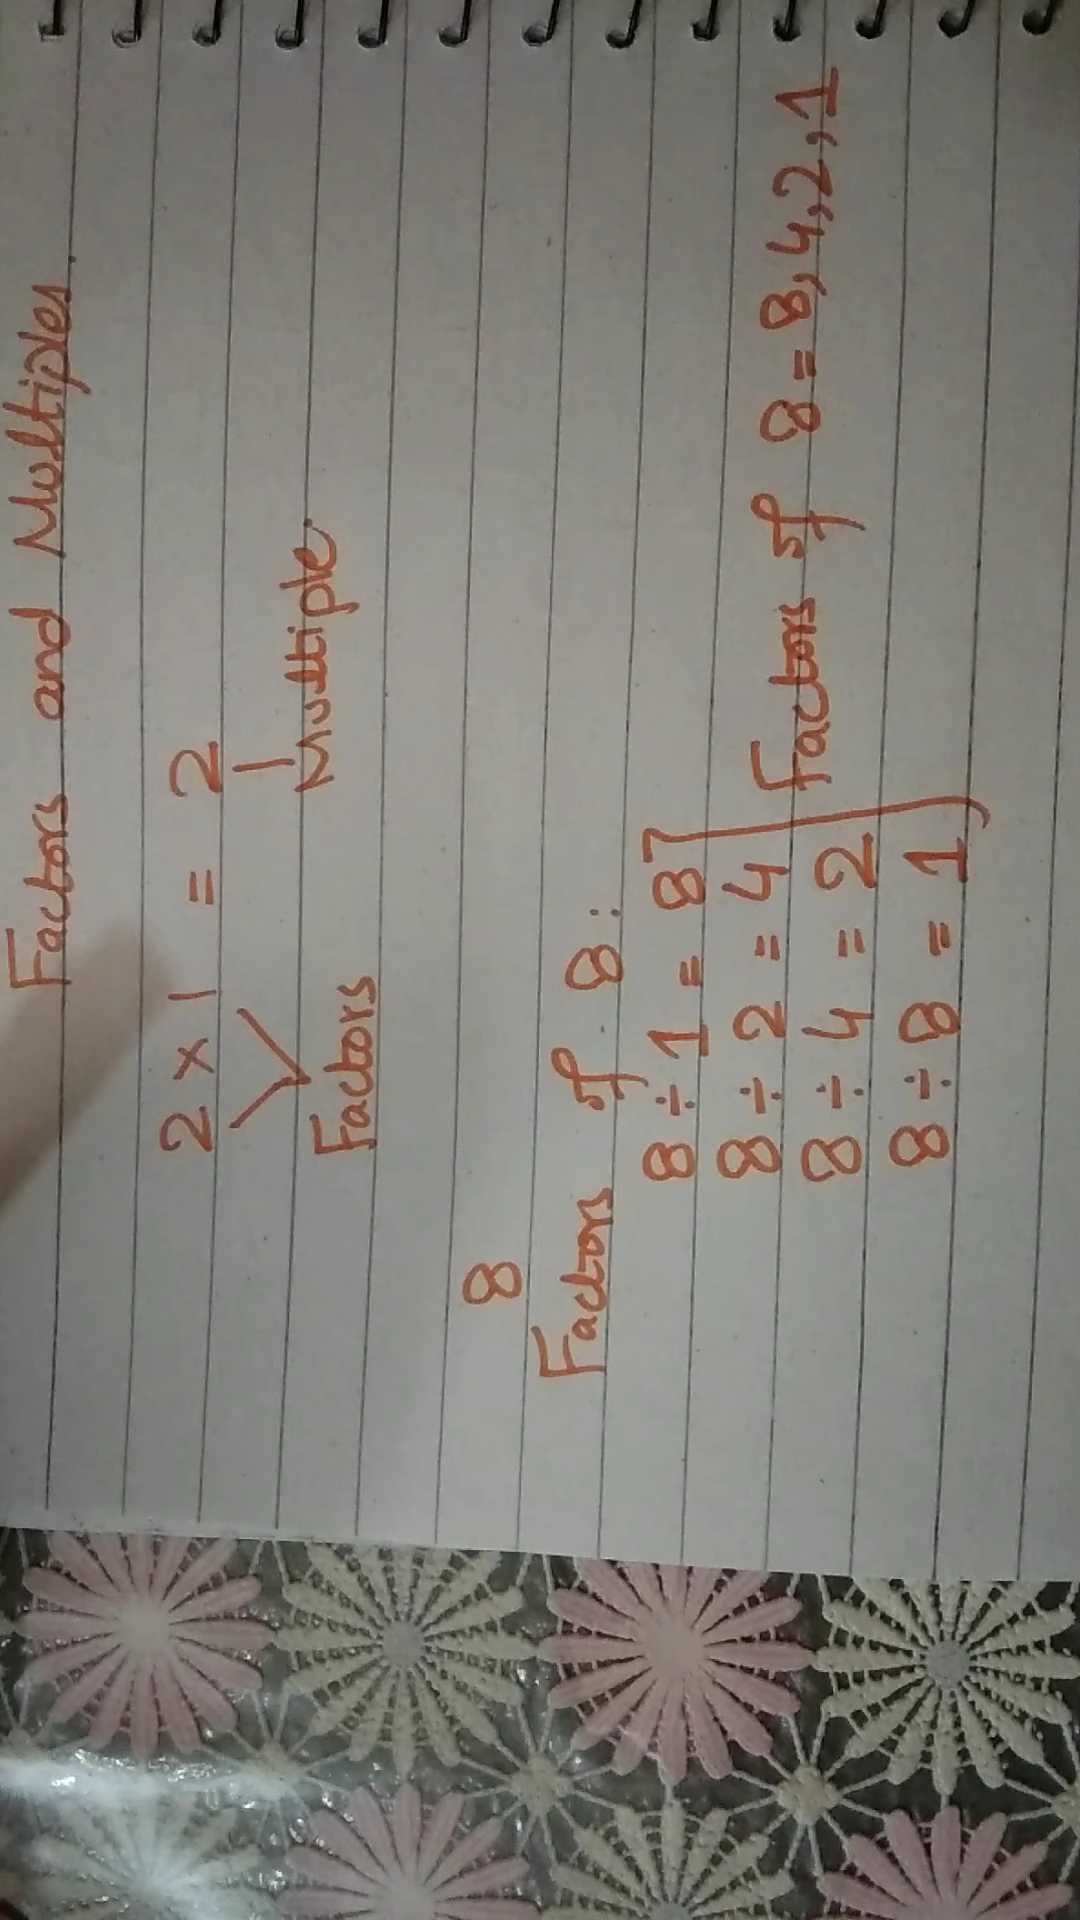 Factors and Multiples.
2 × 1 = 2
Factors Multiple
8
Factors of 8:
8 ÷ 1 = 8
8 ÷ 2 = 4
8 ÷ 4 = 2
8 ÷ 8 = 1
Factors of 8 = 8, 4, 2, 1